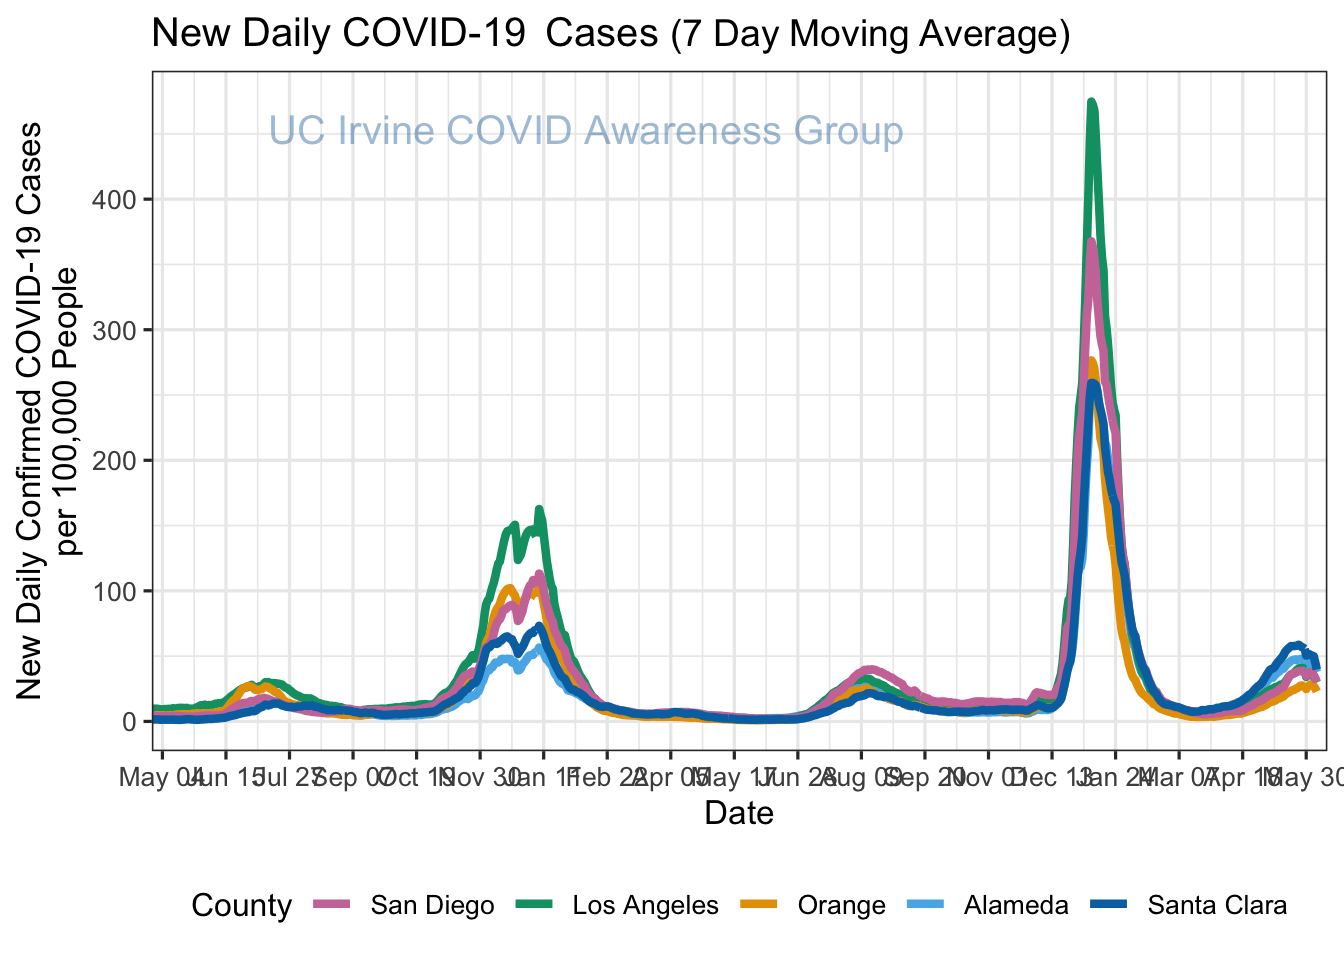 New Daily COVID-19 Cases (7 Day Moving Average)
UC Irvine COVID Awareness Group
New Daily Confirmed COVID-19 Cases
per 100,000 People
400
300
200
100
0
May 04 Jun 15 Jul 27 Sep 07 Oct 19 Nov 30 Jan 11 Feb 22 Apr 05 May 17 Jun 28 Aug 09 Sep 20 Nov 01 Dec 13 Jan 24 Mar 07 Apr 18 May 30
Date
County San Diego Los Angeles Orange Alameda Santa Clara